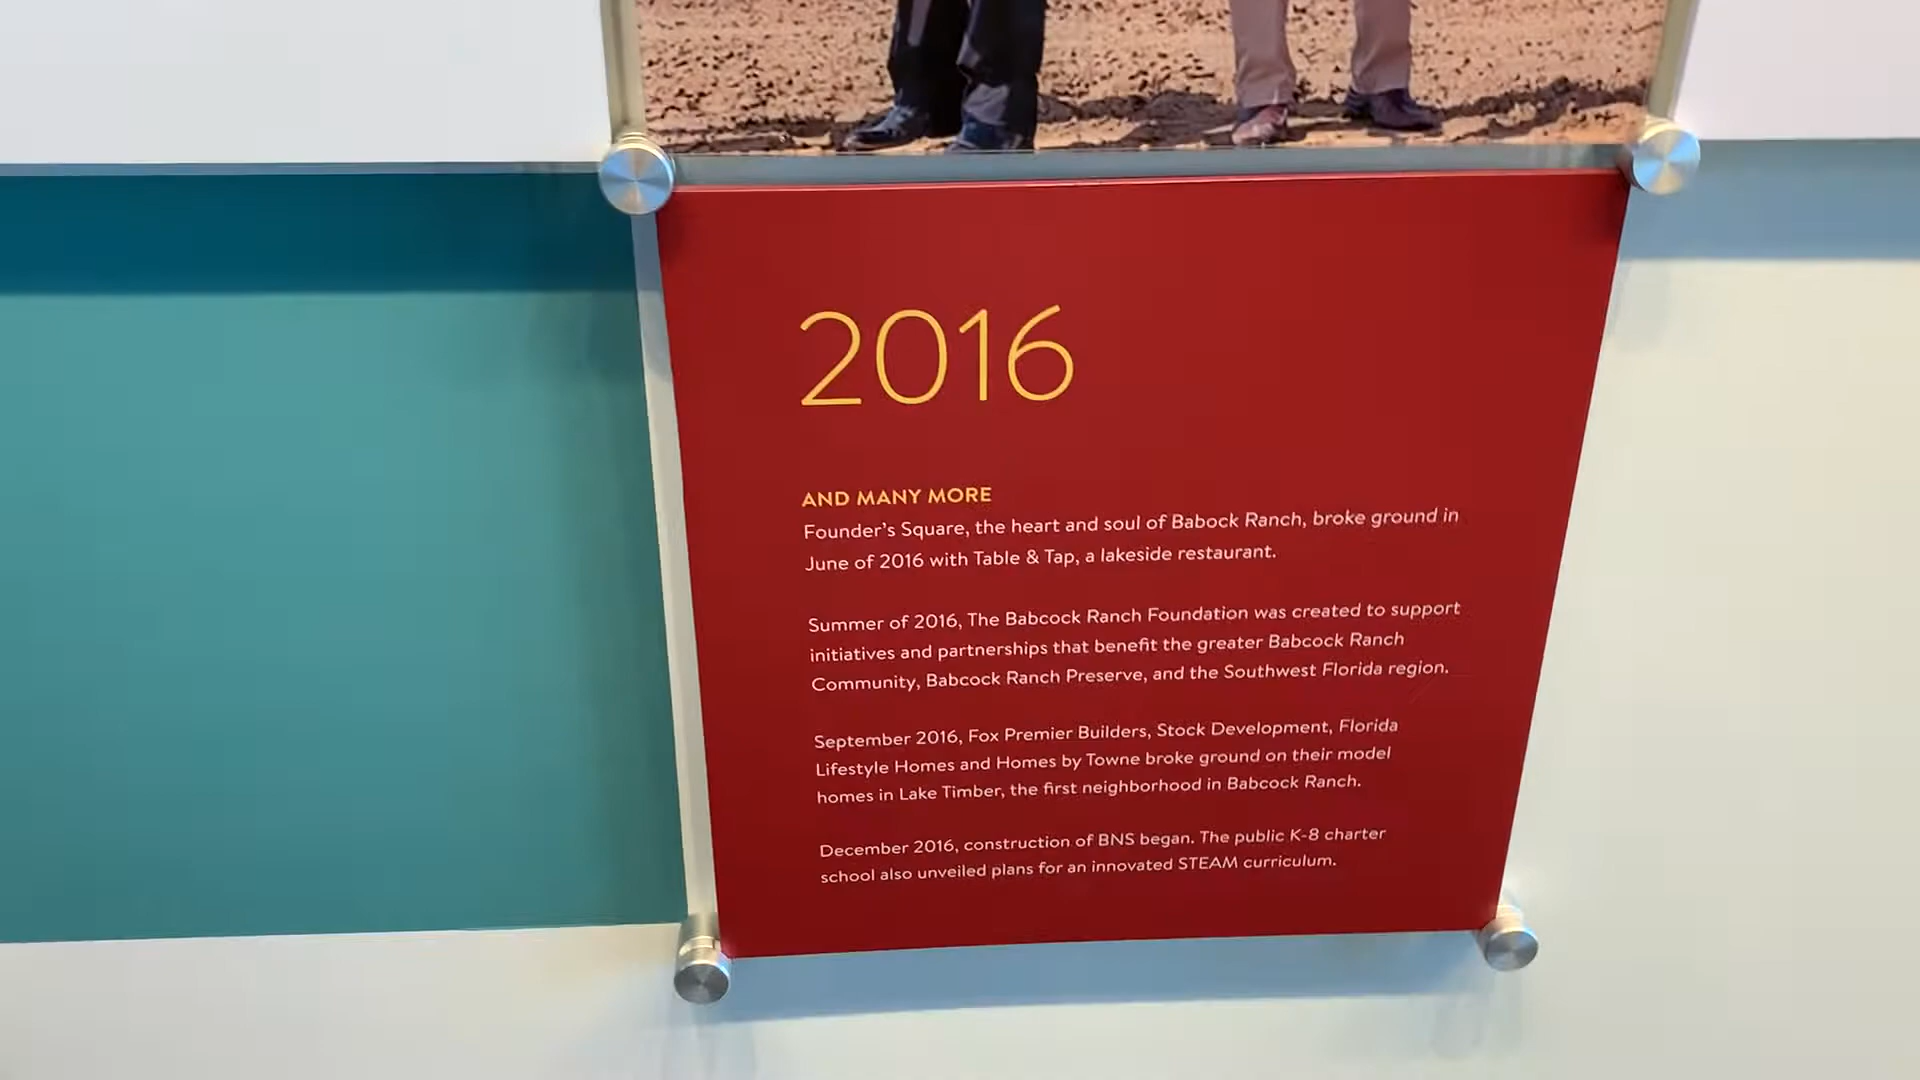 2016
AND MANY MORE
Founder's Square, the heart and soul of Babock Ranch, broke ground in
June of 2016 with Table & Tap, a lakeside restaurant.
Summer of 2016, The Babcock Ranch Foundation was created to support
initiatives and partnerships that benefit the greater Babcock Ranch
Community, Babcock Ranch Preserve, and the Southwest Florida region.
September 2016, Fox Premier Builders, Stock Development, Florida
Lifestyle Homes and Homes by Towne broke ground on their model
homes in Lake Timber, the first neighborhood in Babcock Ranch.
December 2016, construction of BNS began. The public K-8 charter
school also unveiled plans for an innovated STEAM curriculum.